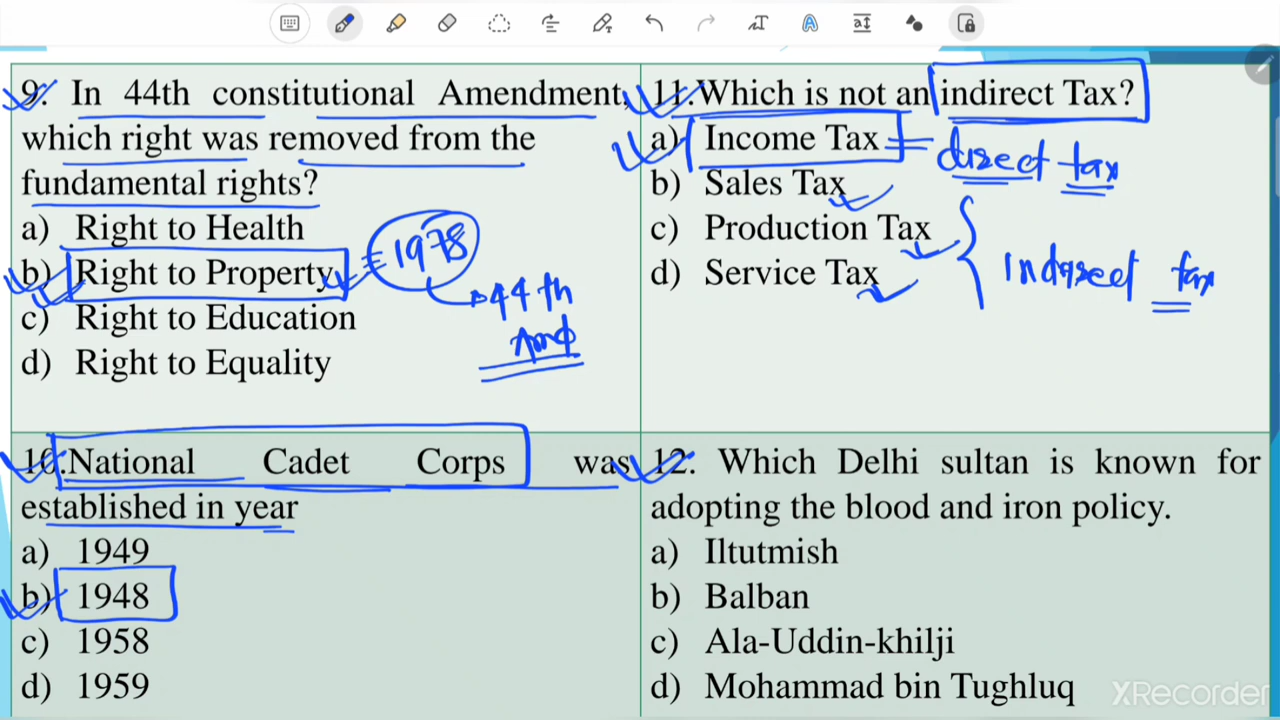 9. In 44th constitutional Amendment,
which right was removed from the
fundamental rights?
a) Right to Health
b) Right to Property = 1978
44th
Amd
c) Right to Education
d) Right to Equality
10.National Cadet Corps was
established in year
a) 1949
b) 1948
c) 1958
d) 1959
11.Which is not an indirect Tax?
a) Income Tax = direct tax
b) Sales Tax
c) Production Tax
d) Service Tax
indirect tax
12. Which Delhi sultan is known for
adopting the blood and iron policy.
a) Iltutmish
b) Balban
c) Ala-Uddin-khilji
d) Mohammad bin Tughluq
XRecorder